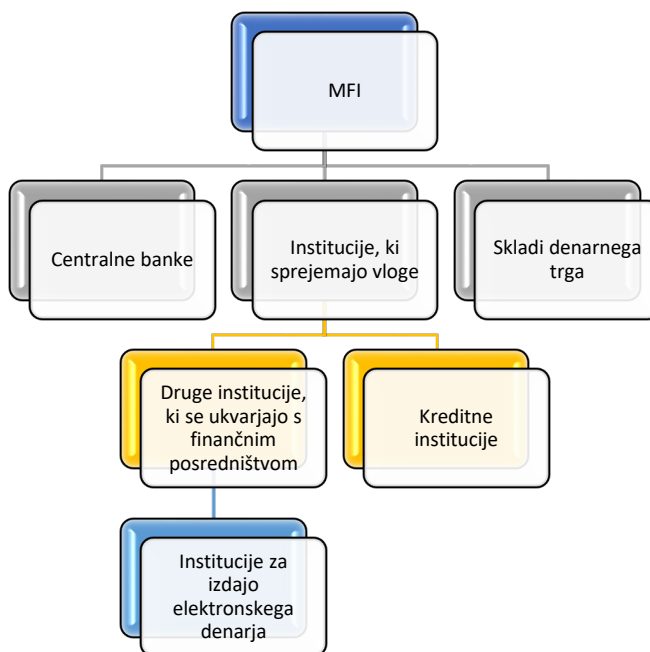 MFI
Centralne banke
Institucije, ki
sprejemajo vloge
Skladi denarnega
trga
Druge institucije,
ki se ukvarjajo s
finančnim
posredništvom
Kreditne
institucije
Institucije za
izdajo
elektronskega
denarja